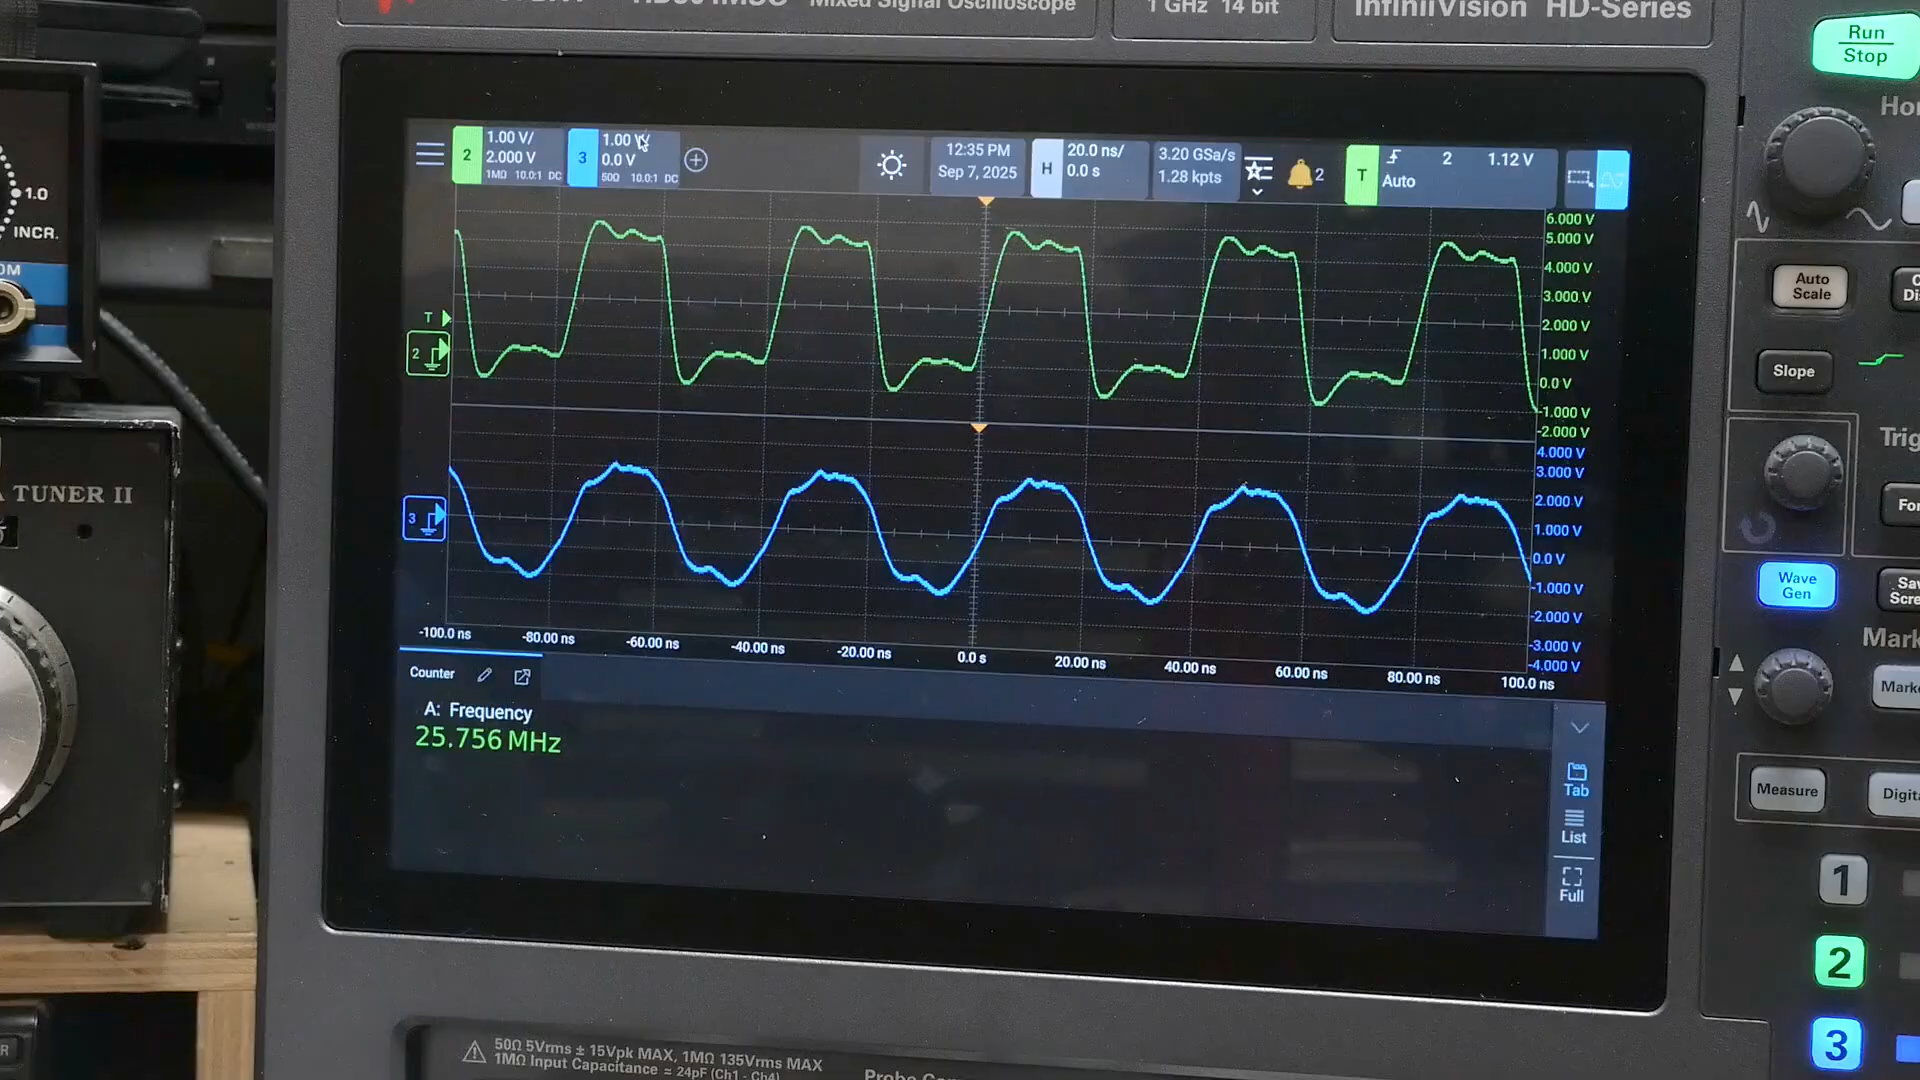 Mixed Signal Oscilloscope
1 GHz 14 bit
InfiniiVision HD-Series
Run
Stop
1.0
INCR.
TUNER II
2
1.00 V/
2.000 V
1MΩ 10.0:1 DC
3
1.00 V/
0.0 V
50Ω 10.0:1 DC
12:35 PM
Sep 7, 2025
H
20.0 ns/
0.0 s
3.20 GSa/s
1.28 kpts
2
T
2
1.12 V
Auto
T
2
3
6.000 V
5.000 V
4.000 V
3.000 V
2.000 V
1.000 V
0.0 V
-1.000 V
-2.000 V
4.000 V
3.000 V
2.000 V
1.000 V
0.0 V
-1.000 V
-2.000 V
-3.000 V
-4.000 V
-100.0 ns
-80.00 ns
-60.00 ns
-40.00 ns
-20.00 ns
0.0 s
20.00 ns
40.00 ns
60.00 ns
80.00 ns
100.0 ns
Counter
A: Frequency
25.756 MHz
Tab
List
Full
Auto
Scale
Slope
Wave
Gen
Measure
1
2
3
50Ω 5Vrms ± 15Vpk MAX, 1MΩ 135Vrms MAX
1MΩ Input Capacitance ≈ 24pF (Ch1 - Ch4)